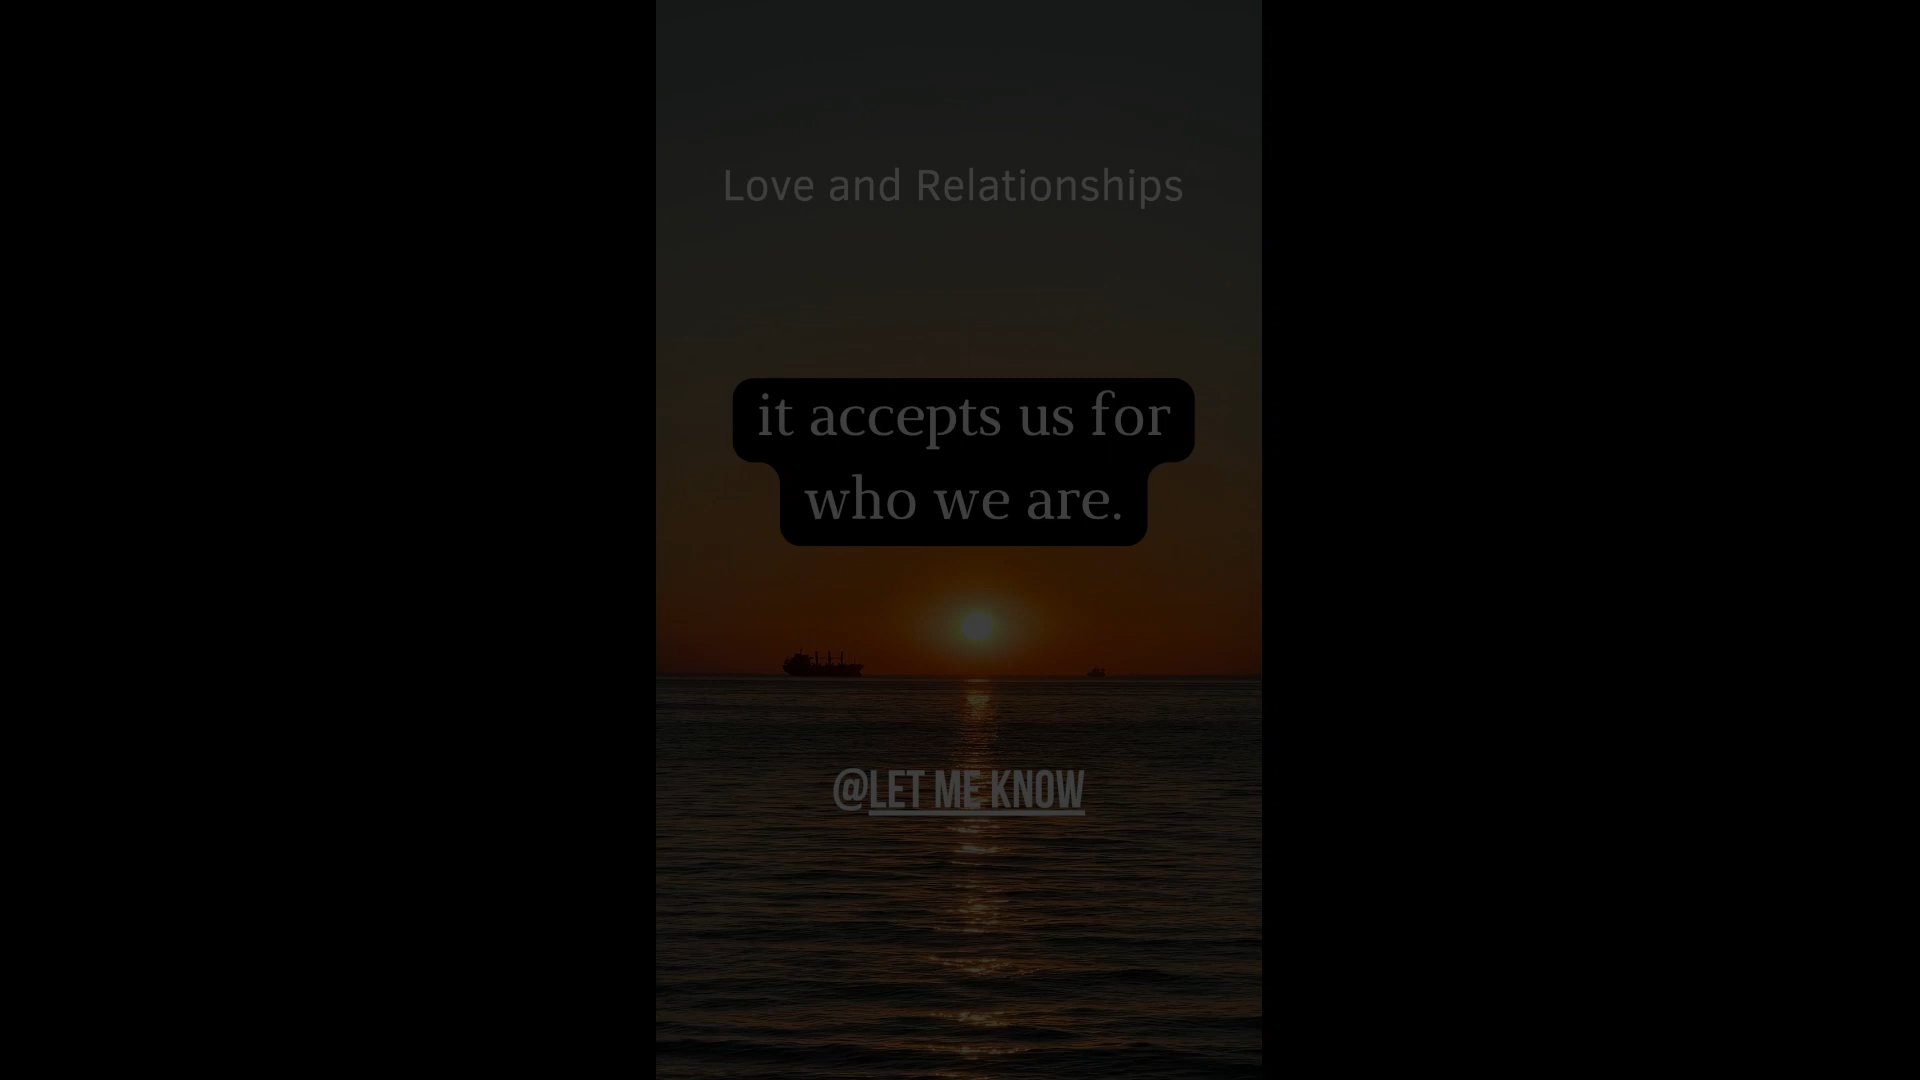 Love and Relationships
it accepts us for
who we are.
@LET ME KNOW